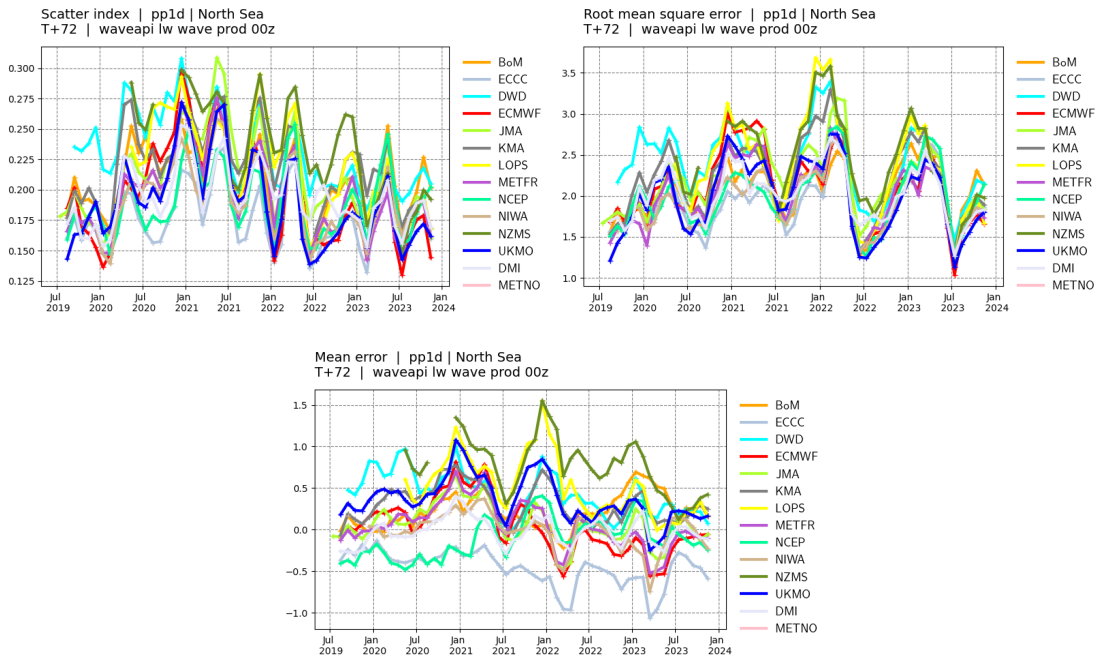 Scatter index | pp1d | North Sea
T+72 | waveapi lw wave prod 00z
0.300
0.275
0.250
0.225
0.200
0.175
0.150
0.125
Jul 2019
Jan 2020
Jul 2020
Jan 2021
Jul 2021
Jan 2022
Jul 2022
Jan 2023
Jul 2023
Jan 2024
BoM
ECCC
DWD
ECMWF
JMA
KMA
LOPS
METFR
NCEP
NIWA
NZMS
UKMO
DMI
METNO
Root mean square error | pp1d | North Sea
T+72 | waveapi lw wave prod 00z
3.5
3.0
2.5
2.0
1.5
1.0
Jul 2019
Jan 2020
Jul 2020
Jan 2021
Jul 2021
Jan 2022
Jul 2022
Jan 2023
Jul 2023
Jan 2024
BoM
ECCC
DWD
ECMWF
JMA
KMA
LOPS
METFR
NCEP
NIWA
NZMS
UKMO
DMI
METNO
Mean error | pp1d | North Sea
T+72 | waveapi lw wave prod 00z
1.5
1.0
0.5
0.0
−0.5
−1.0
Jul 2019
Jan 2020
Jul 2020
Jan 2021
Jul 2021
Jan 2022
Jul 2022
Jan 2023
Jul 2023
Jan 2024
BoM
ECCC
DWD
ECMWF
JMA
KMA
LOPS
METFR
NCEP
NIWA
NZMS
UKMO
DMI
METNO